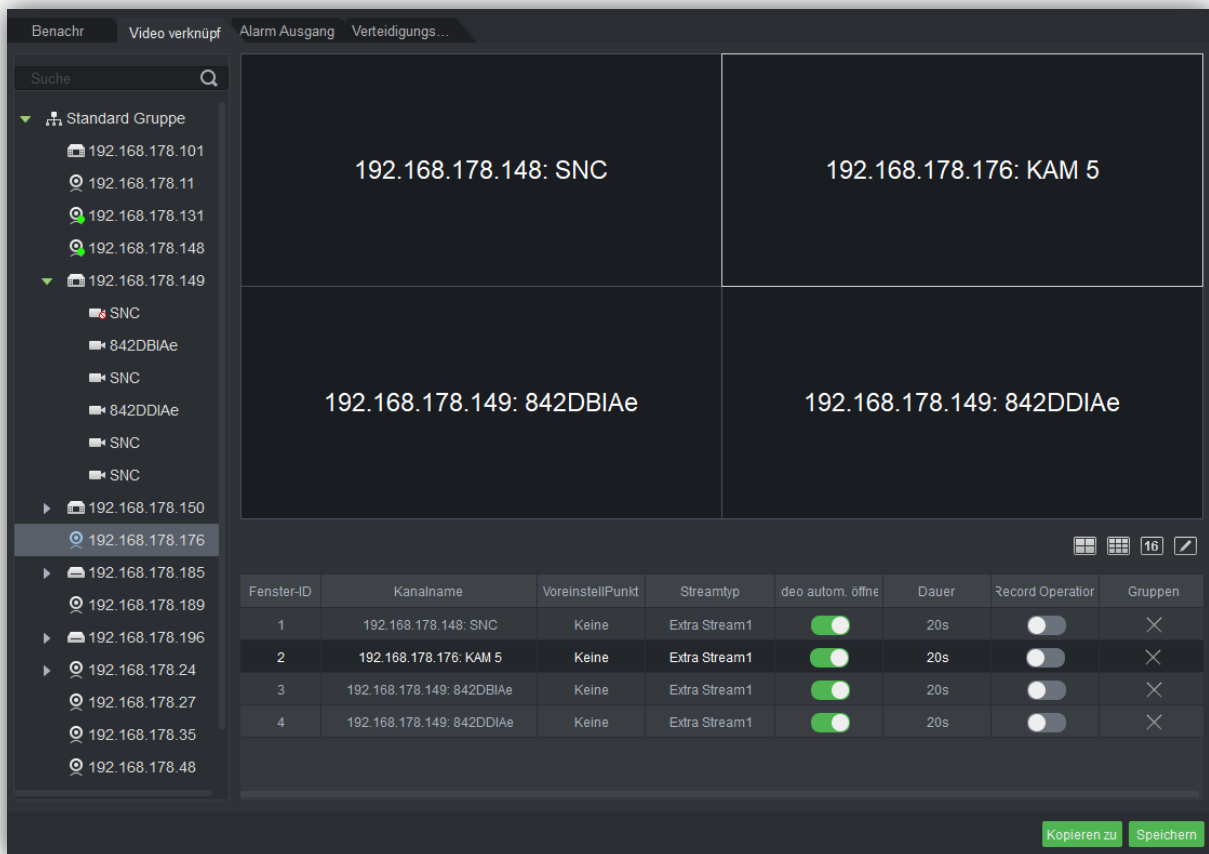 Benachr Video verknüpf Alarm Ausgang Verteidigungs...
Suche
Standard Gruppe
192.168.178.101
192.168.178.11
192.168.178.131
192.168.178.148
192.168.178.149
SNC
842DBIAe
SNC
842DDIAe
SNC
SNC
192.168.178.150
192.168.178.176
192.168.178.185
192.168.178.189
192.168.178.196
192.168.178.24
192.168.178.27
192.168.178.35
192.168.178.48
192.168.178.148: SNC
192.168.178.176: KAM 5
192.168.178.149: 842DBIAe
192.168.178.149: 842DDIAe
16
Fenster-ID Kanalname VoreinstellPunkt Streamtyp deo autom. öffne Dauer Record Operatior Gruppen
1 192.168.178.148: SNC Keine Extra Stream1 20s
2 192.168.178.176: KAM 5 Keine Extra Stream1 20s
3 192.168.178.149: 842DBIAe Keine Extra Stream1 20s
4 192.168.178.149: 842DDIAe Keine Extra Stream1 20s
Kopieren zu Speichern